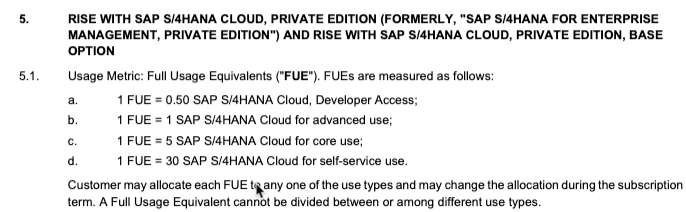 5. RISE WITH SAP S/4HANA CLOUD, PRIVATE EDITION (FORMERLY, "SAP S/4HANA FOR ENTERPRISE
MANAGEMENT, PRIVATE EDITION") AND RISE WITH SAP S/4HANA CLOUD, PRIVATE EDITION, BASE
OPTION
5.1. Usage Metric: Full Usage Equivalents ("FUE"). FUEs are measured as follows:
a. 1 FUE = 0.50 SAP S/4HANA Cloud, Developer Access;
b. 1 FUE = 1 SAP S/4HANA Cloud for advanced use;
c. 1 FUE = 5 SAP S/4HANA Cloud for core use;
d. 1 FUE = 30 SAP S/4HANA Cloud for self-service use.
Customer may allocate each FUE to any one of the use types and may change the allocation during the subscription
term. A Full Usage Equivalent cannot be divided between or among different use types.